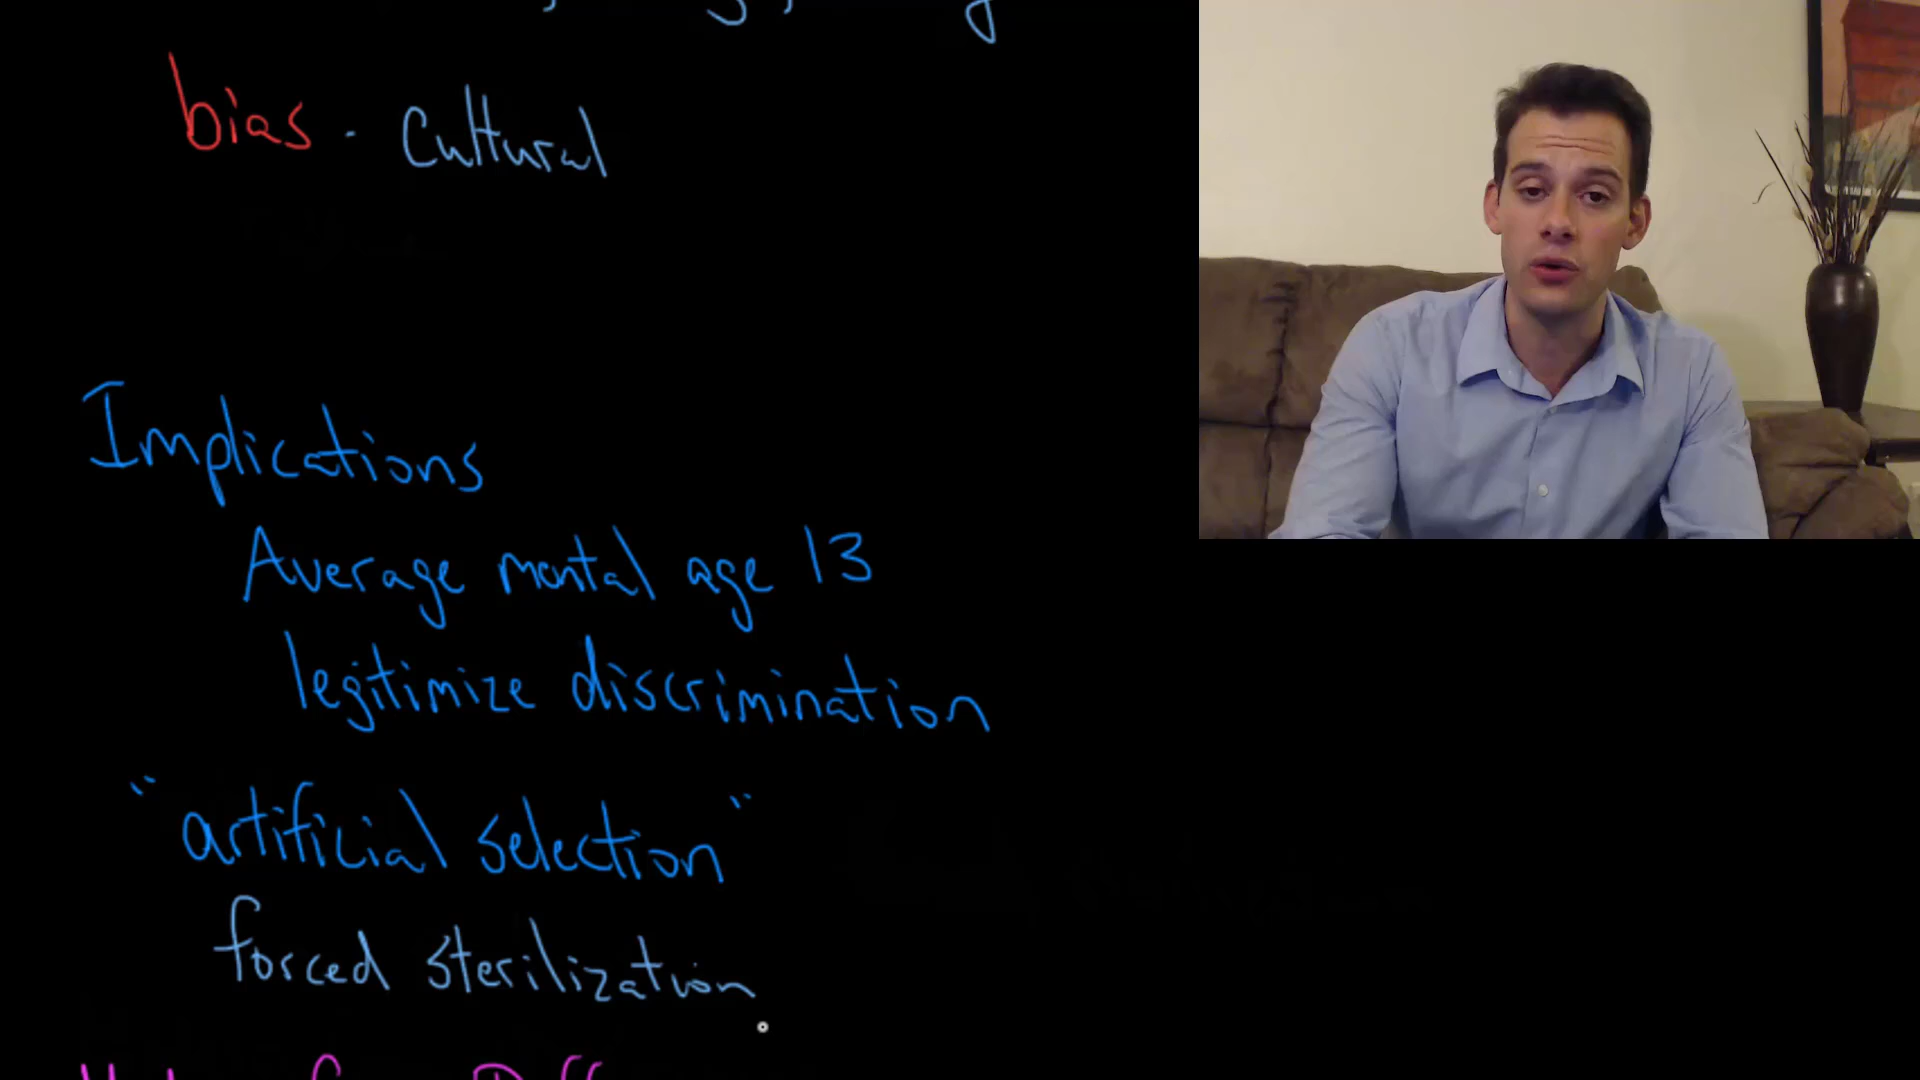 bias - Cultural
Implications
Average mental age 13
legitimize discrimination
"artificial selection"
forced sterilization